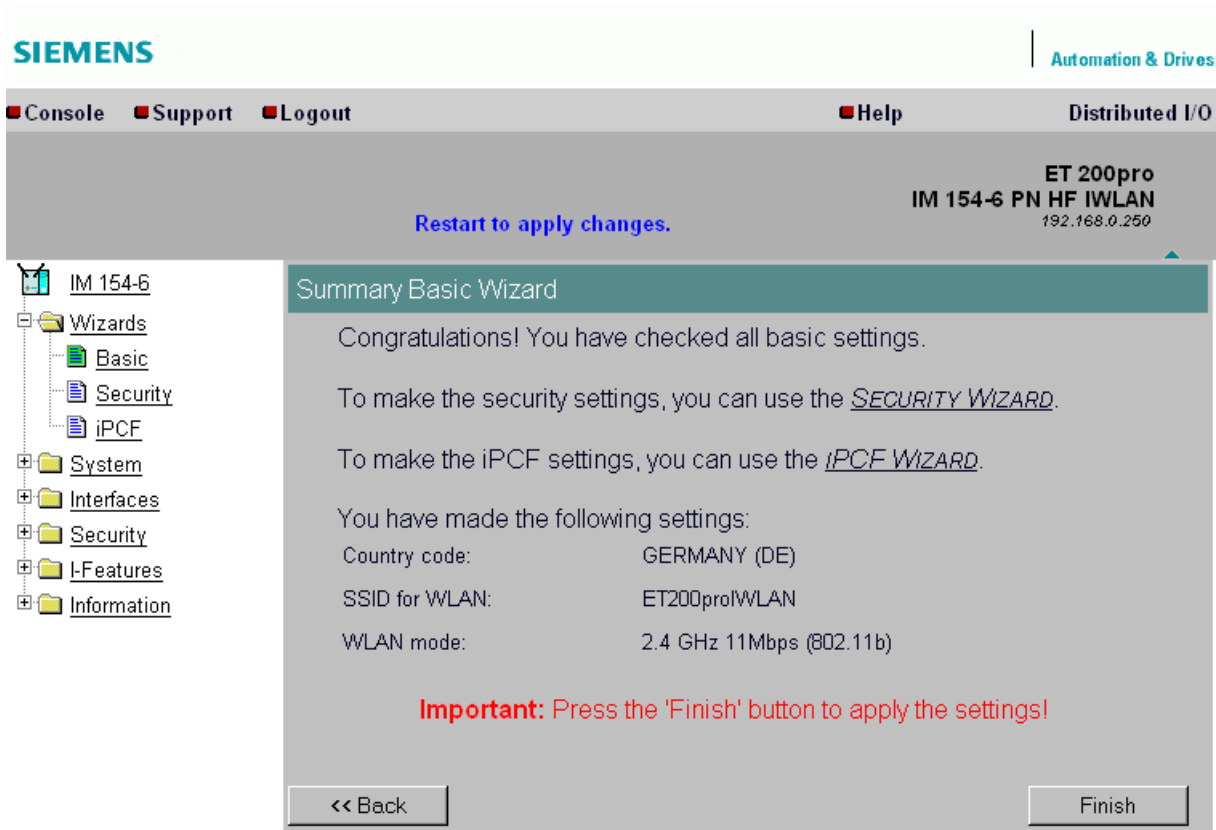 SIEMENS
Automation & Drives
Console Support Logout Help Distributed I/O
ET 200pro
IM 154-6 PN HF IWLAN
192.168.0.250
Restart to apply changes.
IM 154-6
Wizards
Basic
Security
iPCF
System
Interfaces
Security
I-Features
Information
Summary Basic Wizard
Congratulations! You have checked all basic settings.
To make the security settings, you can use the SECURITY WIZARD.
To make the iPCF settings, you can use the iPCF WIZARD.
You have made the following settings:
Country code: GERMANY (DE)
SSID for WLAN: ET200proIWLAN
WLAN mode: 2.4 GHz 11Mbps (802.11b)
Important: Press the 'Finish' button to apply the settings!
<< Back Finish